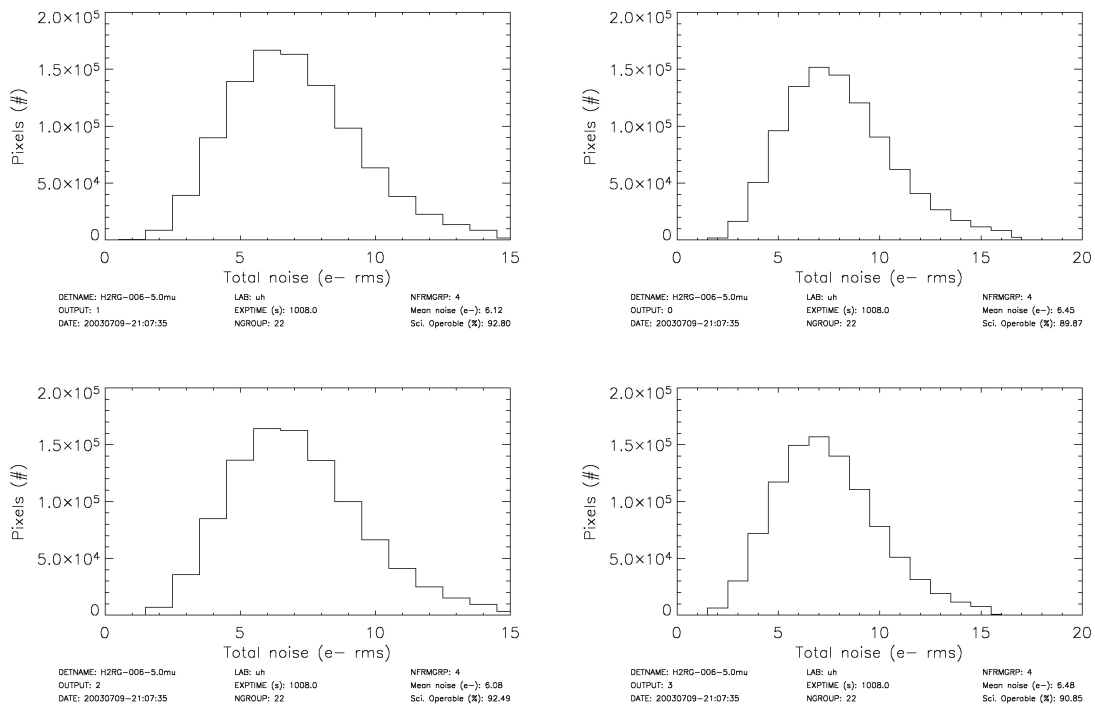 2.0×10⁵
1.5×10⁵
1.0×10⁵
5.0×10⁴
0
Pixels (#)
0 5 10 15
Total noise (e− rms)
DETNAME: H2RG−006−5.0mu LAB: uh NFRMGRP: 4
OUTPUT: 1 EXPTIME (s): 1008.0 Mean noise (e−): 6.12
DATE: 20030709−21:07:35 NGROUP: 22 Sci. Operable (%): 92.80
2.0×10⁵
1.5×10⁵
1.0×10⁵
5.0×10⁴
0
Pixels (#)
0 5 10 15 20
Total noise (e− rms)
DETNAME: H2RG−006−5.0mu LAB: uh NFRMGRP: 4
OUTPUT: 0 EXPTIME (s): 1008.0 Mean noise (e−): 6.45
DATE: 20030709−21:07:35 NGROUP: 22 Sci. Operable (%): 89.87
2.0×10⁵
1.5×10⁵
1.0×10⁵
5.0×10⁴
0
Pixels (#)
0 5 10 15
Total noise (e− rms)
DETNAME: H2RG−006−5.0mu LAB: uh NFRMGRP: 4
OUTPUT: 2 EXPTIME (s): 1008.0 Mean noise (e−): 6.08
DATE: 20030709−21:07:35 NGROUP: 22 Sci. Operable (%): 92.49
2.0×10⁵
1.5×10⁵
1.0×10⁵
5.0×10⁴
0
Pixels (#)
0 5 10 15 20
Total noise (e− rms)
DETNAME: H2RG−006−5.0mu LAB: uh NFRMGRP: 4
OUTPUT: 3 EXPTIME (s): 1008.0 Mean noise (e−): 6.48
DATE: 20030709−21:07:35 NGROUP: 22 Sci. Operable (%): 90.85